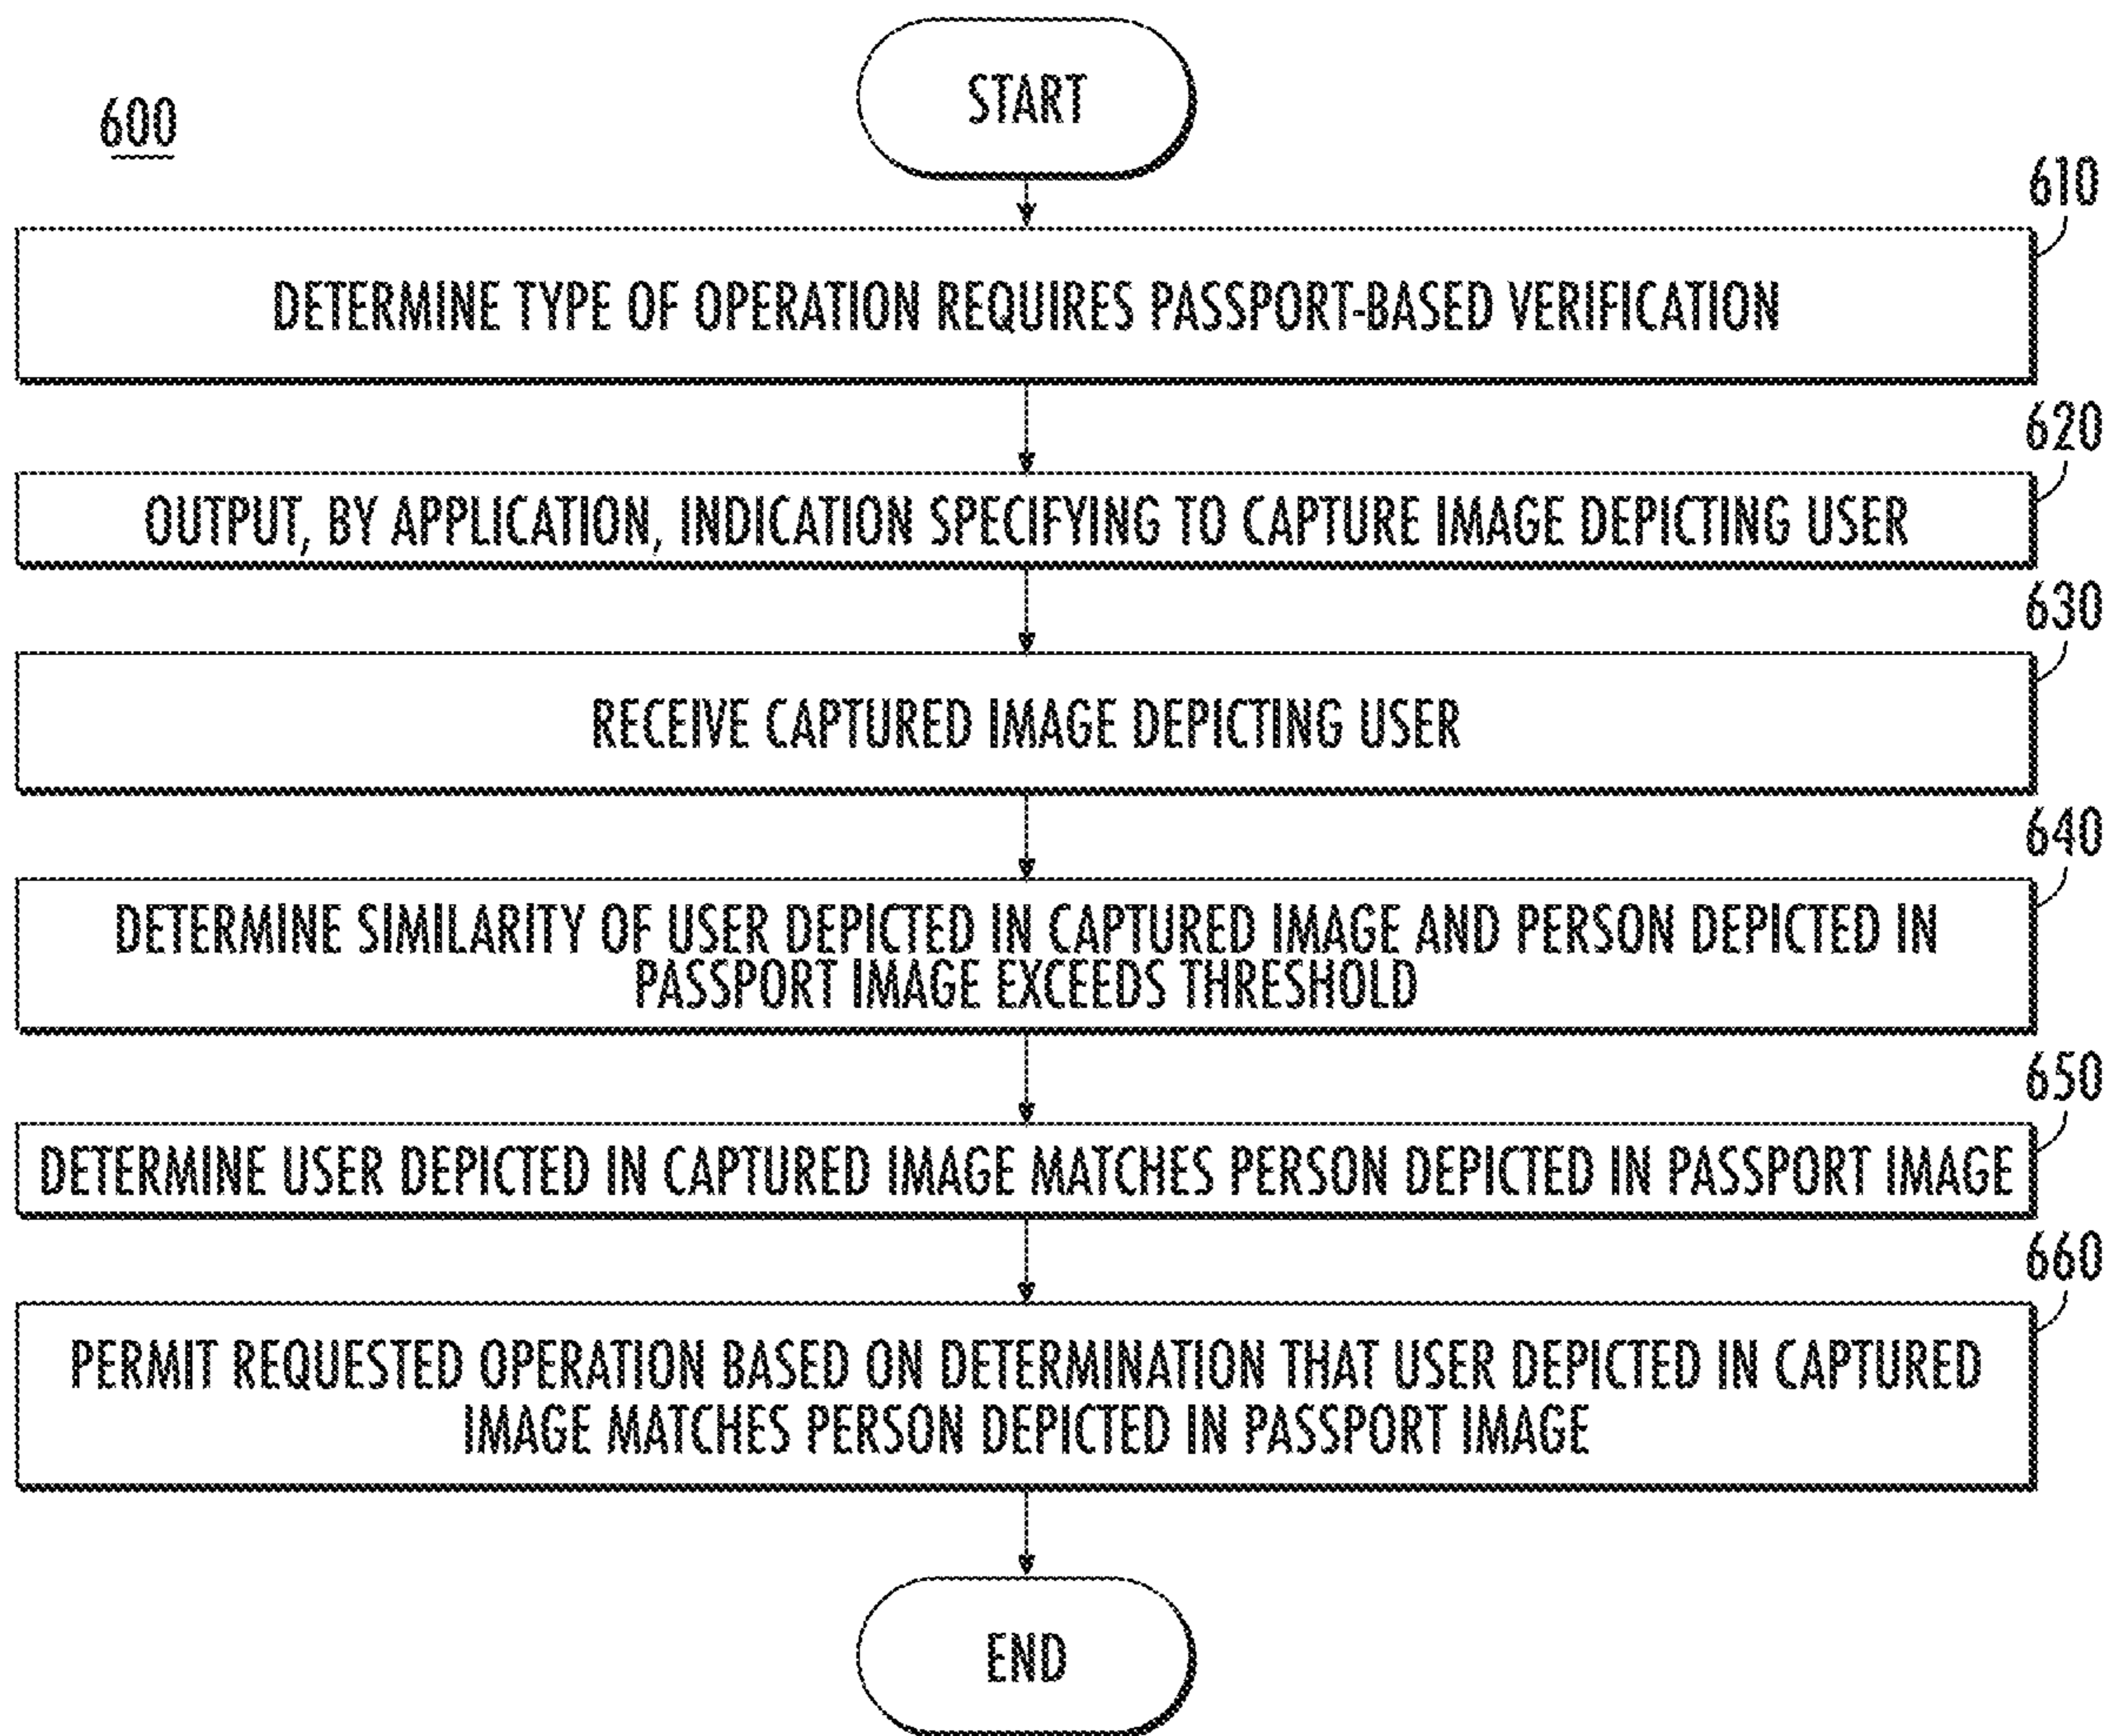 600
START
610
DETERMINE TYPE OF OPERATION REQUIRES PASSPORT-BASED VERIFICATION
620
OUTPUT, BY APPLICATION, INDICATION SPECIFYING TO CAPTURE IMAGE DEPICTING USER
630
RECEIVE CAPTURED IMAGE DEPICTING USER
640
DETERMINE SIMILARITY OF USER DEPICTED IN CAPTURED IMAGE AND PERSON DEPICTED IN
PASSPORT IMAGE EXCEEDS THRESHOLD
650
DETERMINE USER DEPICTED IN CAPTURED IMAGE MATCHES PERSON DEPICTED IN PASSPORT IMAGE
660
PERMIT REQUESTED OPERATION BASED ON DETERMINATION THAT USER DEPICTED IN CAPTURED
IMAGE MATCHES PERSON DEPICTED IN PASSPORT IMAGE
END